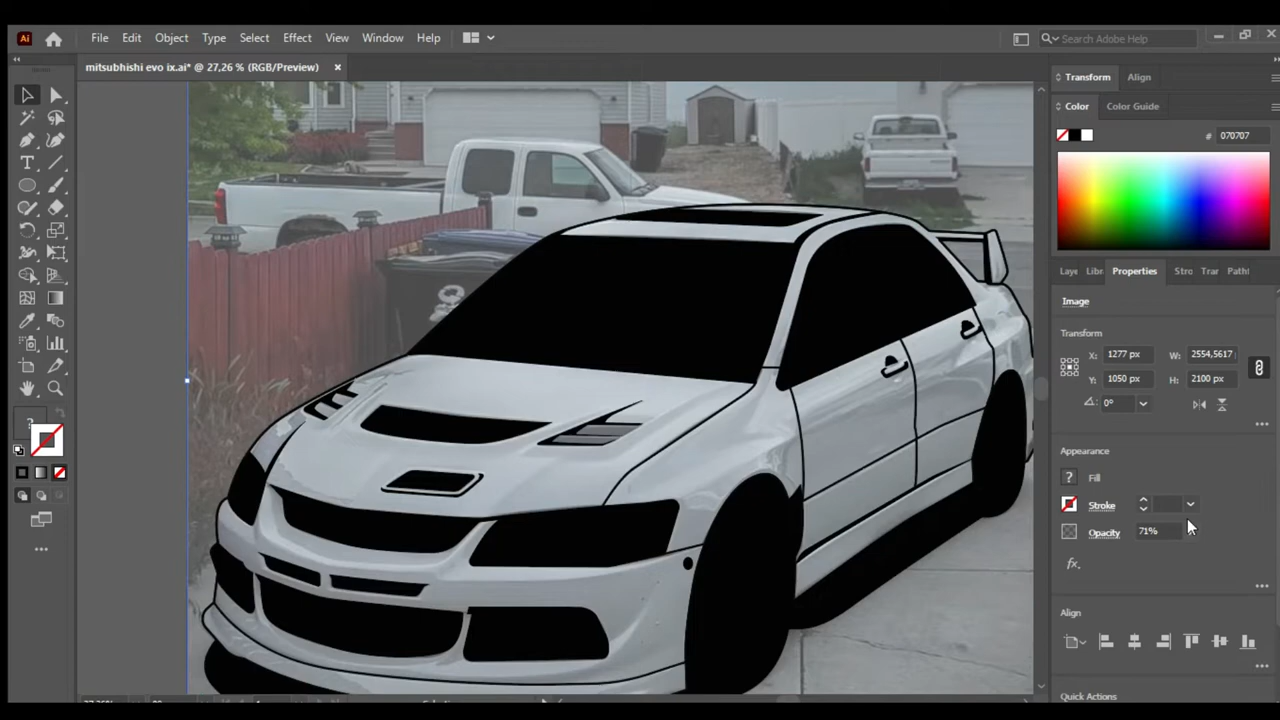 Ai File Edit Object Type Select Effect View Window Help Search Adobe Help
mitsubhishi evo ix.ai* @ 27,26 % (RGB/Preview) ×
Transform Align
Color Color Guide
# 070707
Laye Libr Properties Stro Trar Path
Image
Transform
X: 1277 px W: 2554,5617
Y: 1050 px H: 2100 px
0°
Appearance
? Fill
Stroke
Opacity 71%
fx.
Align
Quick Actions